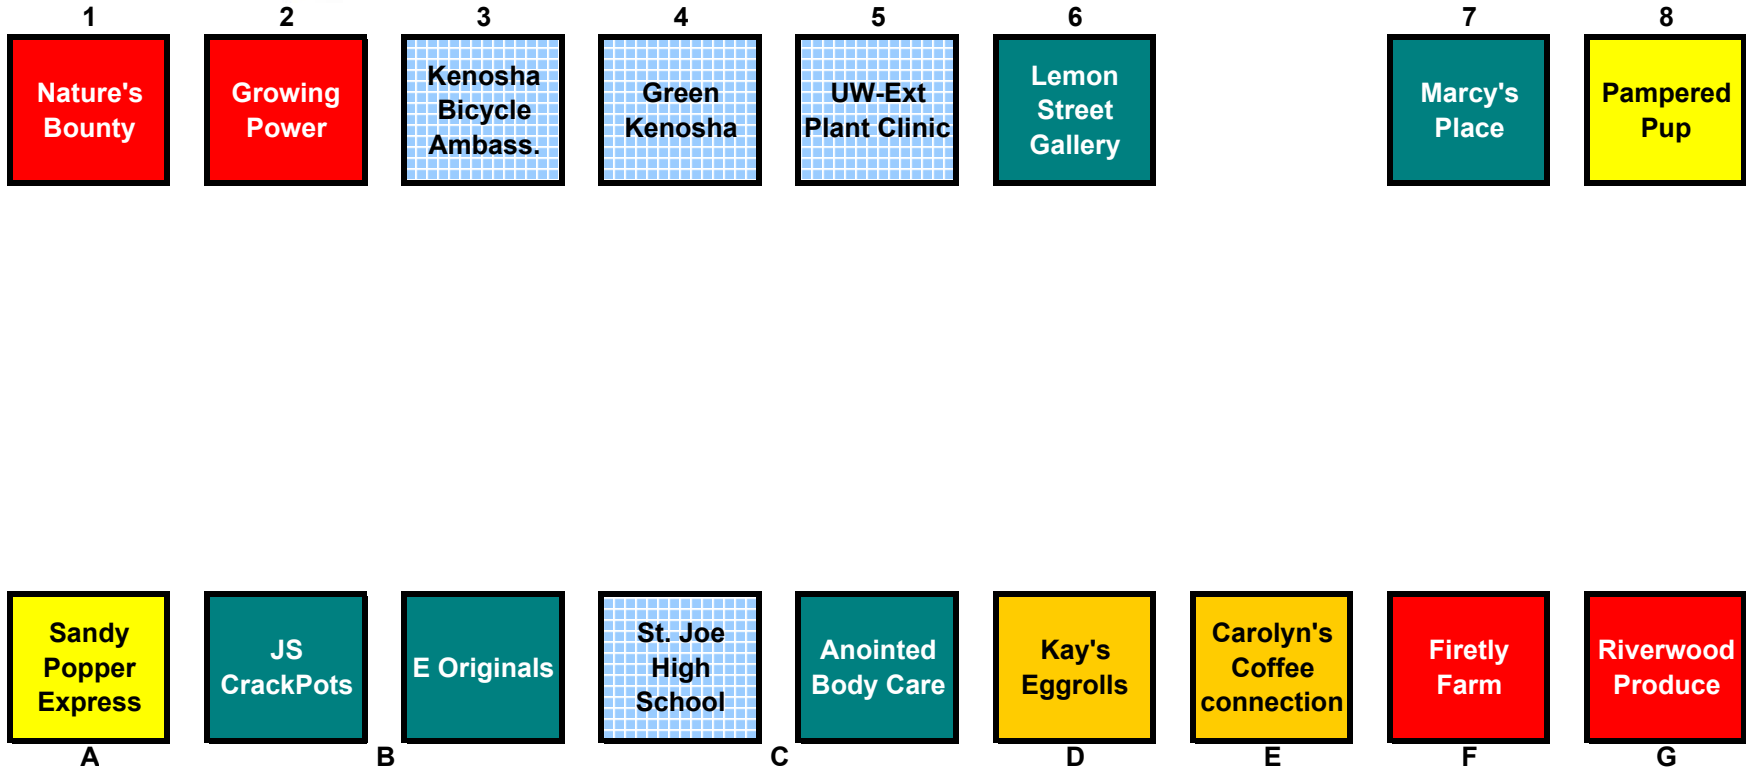 1 2 3 4 5 6 7 8
Nature's
Bounty
Growing
Power
Kenosha
Bicycle
Ambass.
Green
Kenosha
UW-Ext
Plant Clinic
Lemon
Street
Gallery
Marcy's
Place
Pampered
Pup
Sandy
Popper
Express
JS
CrackPots
E Originals
St. Joe
High
School
Anointed
Body Care
Kay's
Eggrolls
Carolyn's
Coffee
connection
Firetly
Farm
Riverwood
Produce
A B C D E F G